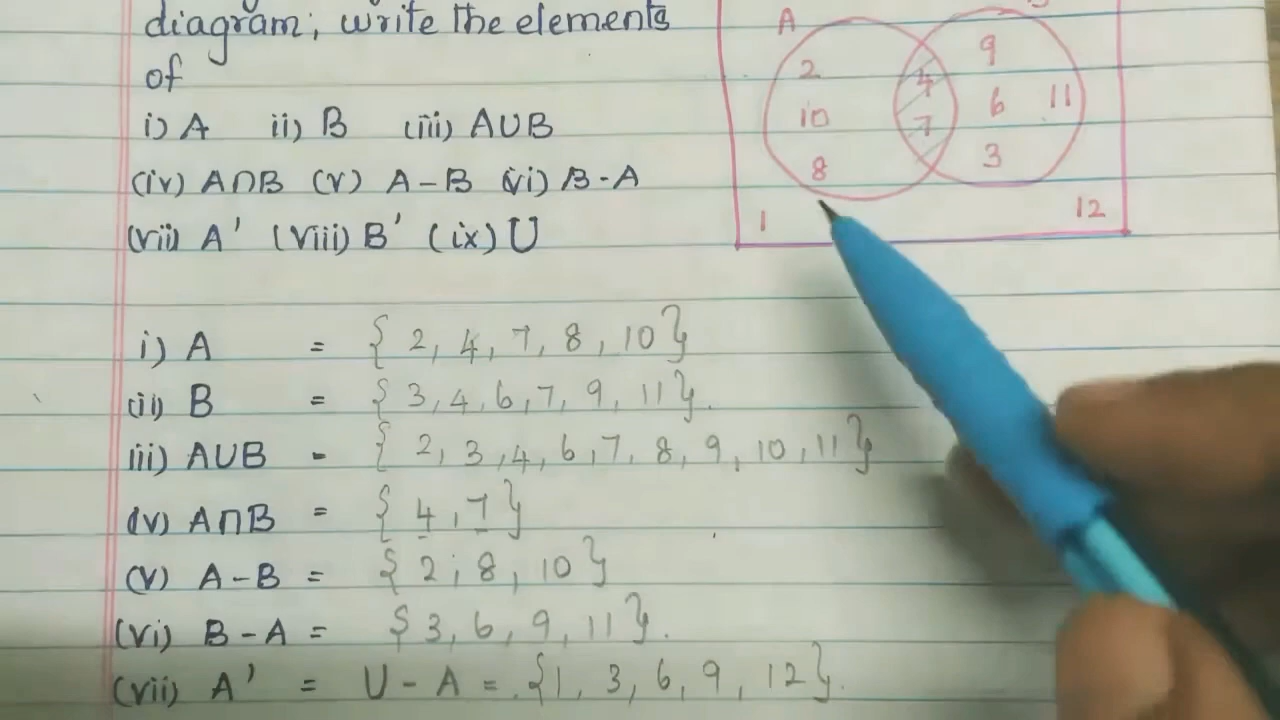 diagram; write the elements
of
i) A ii) B (iii) AUB
(iv) A∩B (v) A-B (vi) B-A
(vii) A' (viii) B' (ix) U
A
2 4 9
10 7 6 11
8 3
1 12
i) A = { 2, 4, 7, 8, 10 }
(ii) B = { 3, 4, 6, 7, 9, 11 }.
iii) AUB = { 2, 3, 4, 6, 7, 8, 9, 10, 11 }
(iv) A∩B = { 4, 7 }
(v) A-B = { 2, 8, 10 }
(vi) B-A = { 3, 6, 9, 11 }.
(vii) A' = U - A = {1, 3, 6, 9, 12}.